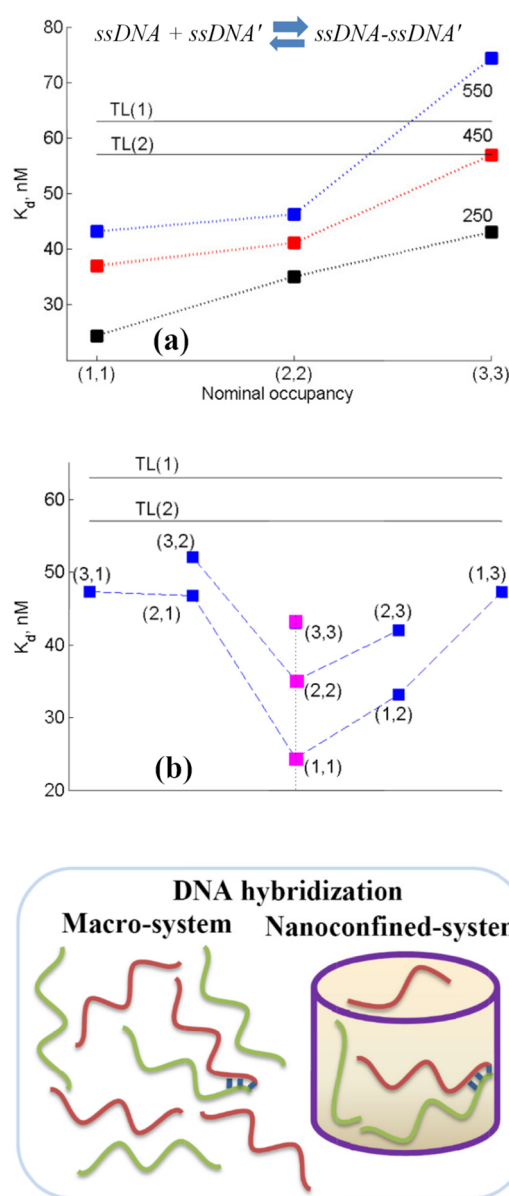 80
ssDNA + ssDNA′ ssDNA-ssDNA′
70
550
TL(1)
60
450
TL(2)
50
K_d, nM
250
40
30
(a)
(1,1) (2,2) (3,3)
Nominal occupancy
TL(1)
60
TL(2)
(3,2)
50
(3,1) (1,3)
(2,1) (2,3)
K_d, nM
40
(3,3)
(2,2)
(1,2)
30
(b) (1,1)
20
DNA hybridization
Macro-system Nanoconfined-system